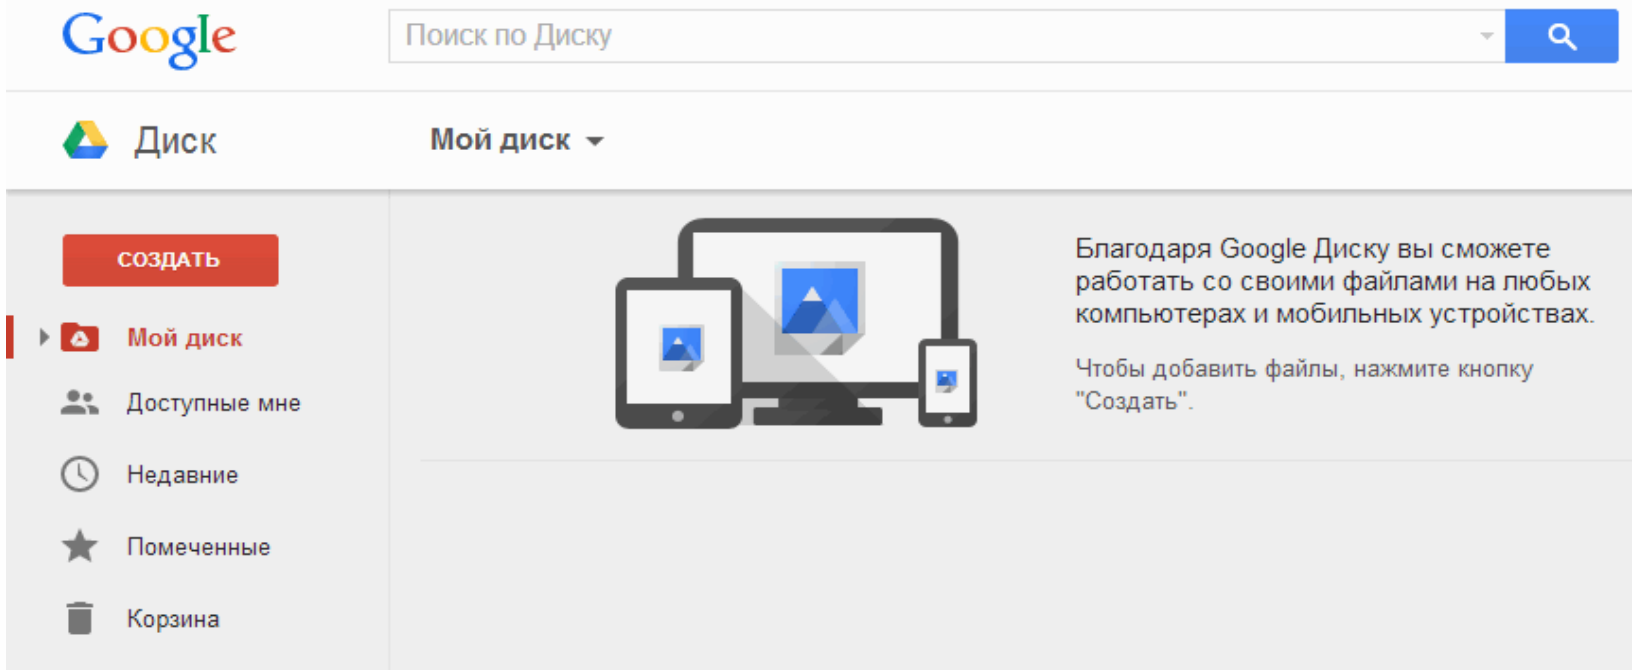 Google
Поиск по Диску
Диск
Мой диск
СОЗДАТЬ
Мой диск
Доступные мне
Недавние
Помеченные
Корзина
Благодаря Google Диску вы сможете
работать со своими файлами на любых
компьютерах и мобильных устройствах.
Чтобы добавить файлы, нажмите кнопку
"Создать".